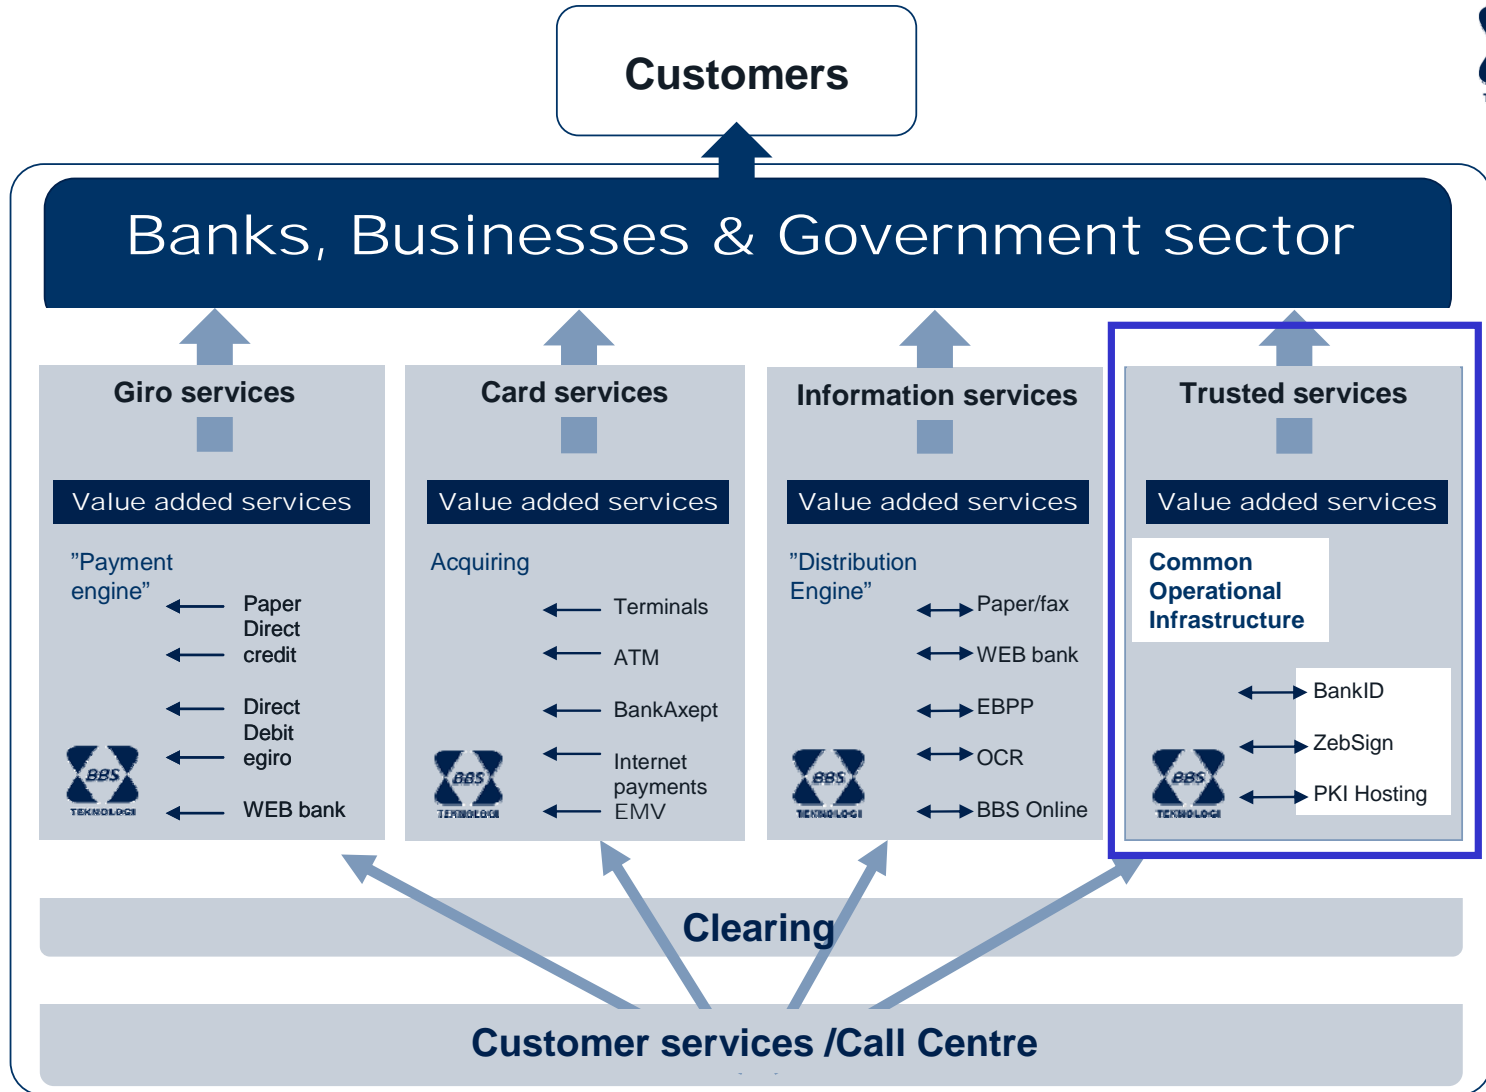 Customers
Banks, Businesses & Government sector
Giro services
Value added services
”Payment
engine”
Paper
Direct
credit
Direct
Debit
egiro
WEB bank
BBS
TEKNOLOGI
Card services
Value added services
Acquiring
Terminals
ATM
BankAxept
Internet
payments
EMV
BBS
TEKNOLOGI
Information services
Value added services
”Distribution
Engine”
Paper/fax
WEB bank
EBPP
OCR
BBS Online
BBS
TEKNOLOGI
Trusted services
Value added services
Common
Operational
Infrastructure
BankID
ZebSign
PKI Hosting
BBS
TEKNOLOGI
Clearing
Customer services /Call Centre